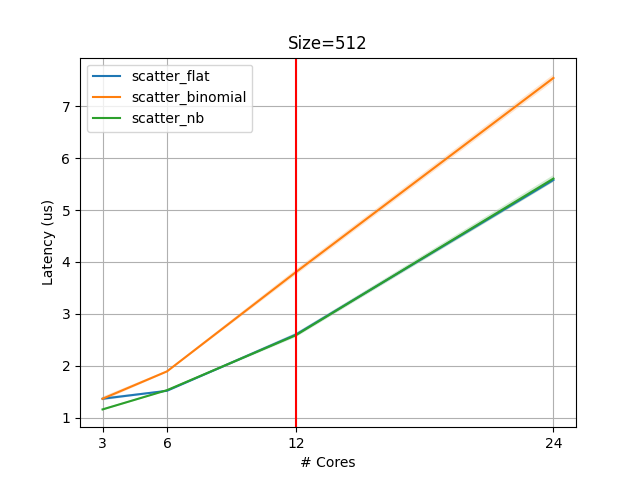 Size=512
scatter_flat
scatter_binomial
scatter_nb
Latency (us)
7
6
5
4
3
2
1
3 6 12 24
# Cores